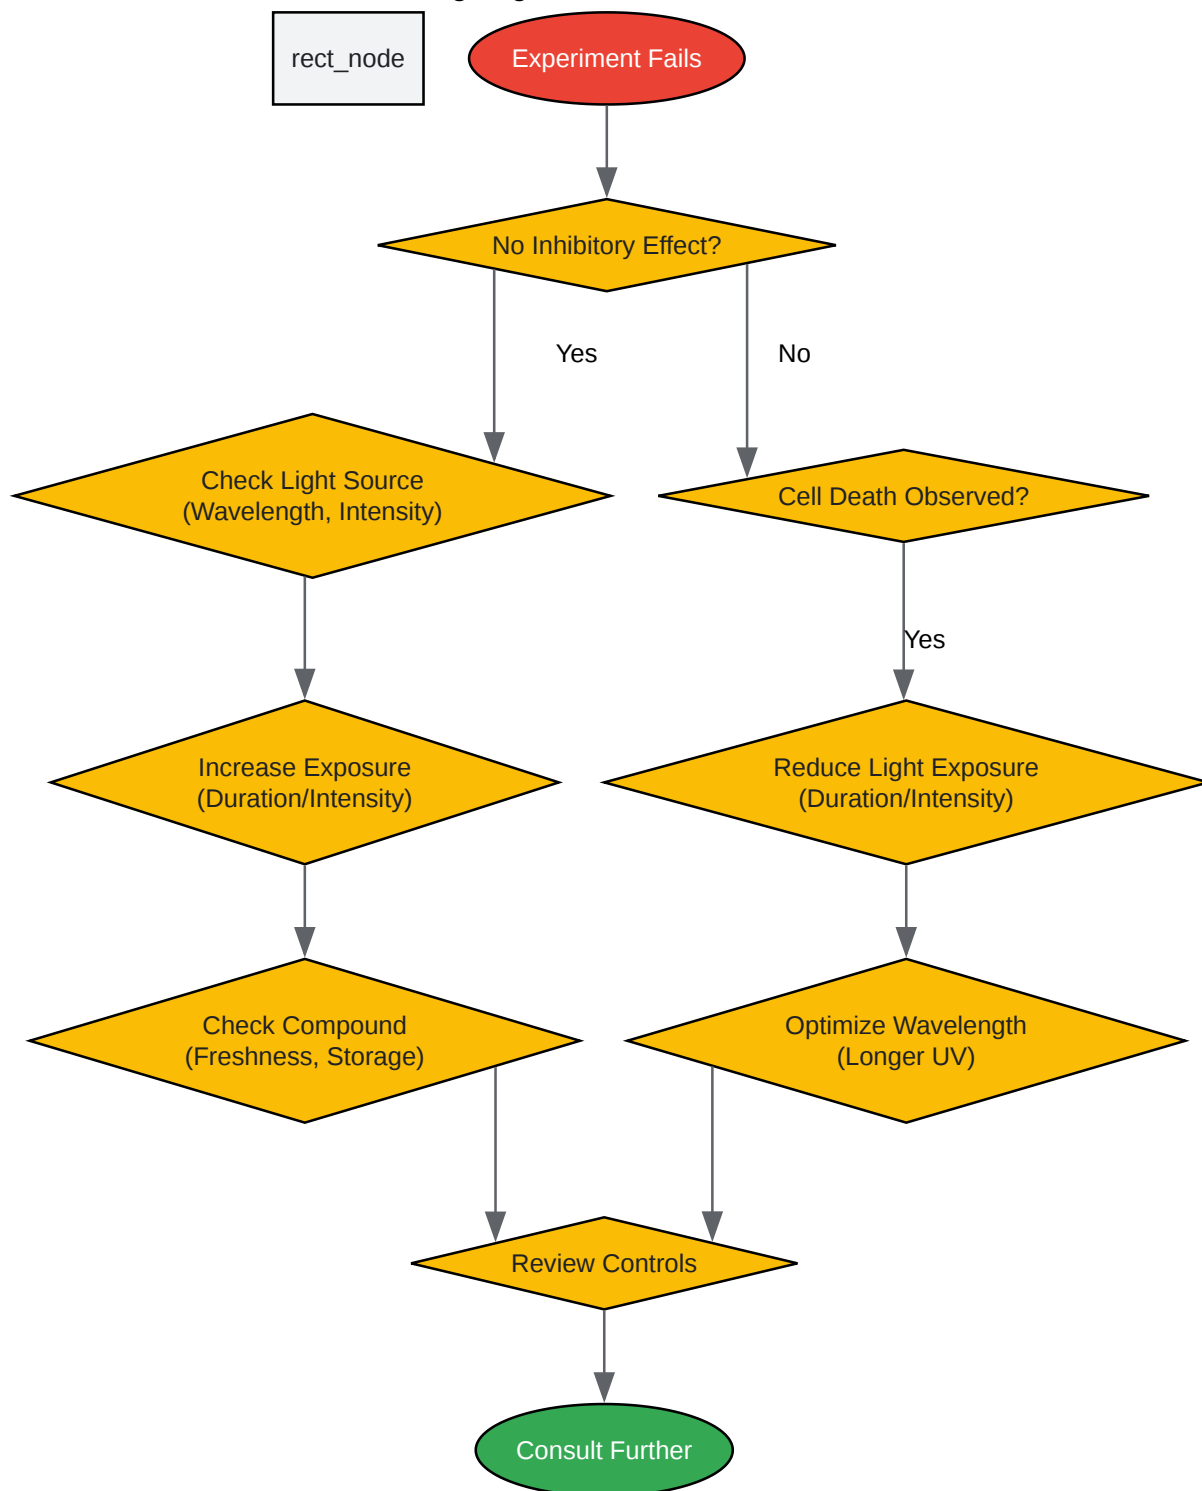 rect_node
Experiment Fails
No Inhibitory Effect?
Yes
No
Check Light Source
(Wavelength, Intensity)
Cell Death Observed?
Yes
Increase Exposure
(Duration/Intensity)
Reduce Light Exposure
(Duration/Intensity)
Check Compound
(Freshness, Storage)
Optimize Wavelength
(Longer UV)
Review Controls
Consult Further